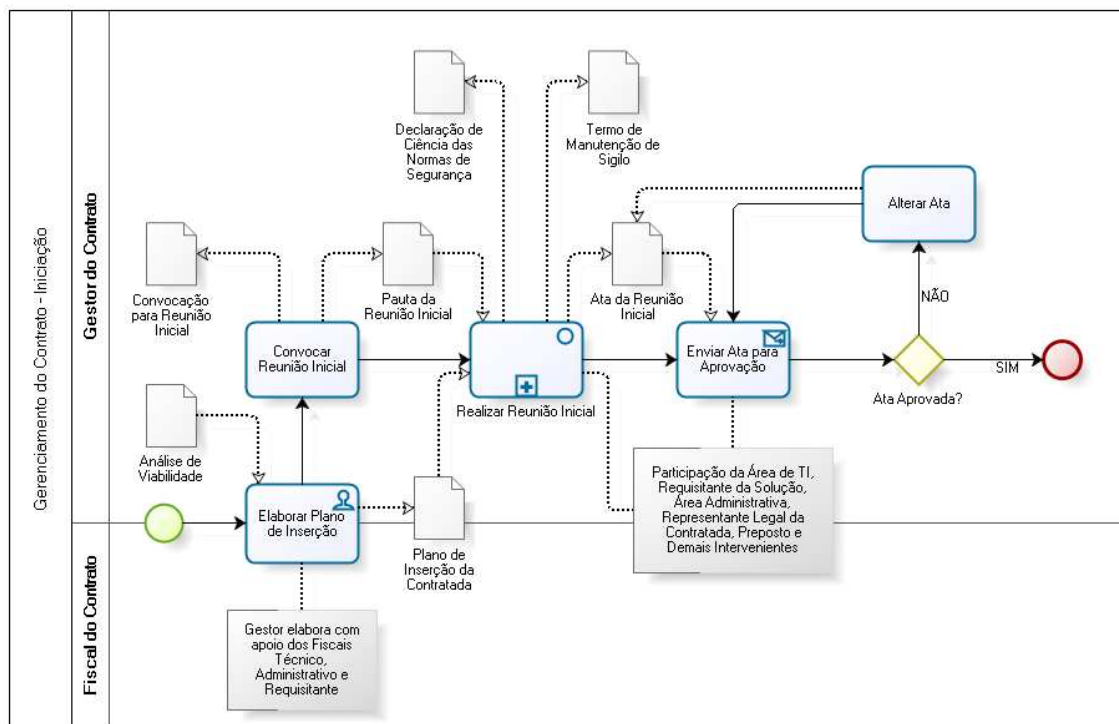 Gerenciamento do Contrato - Iniciação
Gestor do Contrato
Fiscal do Contrato
Declaração de
Ciência das
Normas de
Segurança
Termo de
Manutenção de
Sigilo
Alterar Ata
Convocação
para Reunião
Inicial
Pauta da
Reunião Inicial
Ata da Reunião
Inicial
NÃO
Convocar
Reunião Inicial
Realizar Reunião Inicial
Enviar Ata para
Aprovação
SIM
Ata Aprovada?
Análise de
Viabilidade
Elaborar Plano
de Inserção
Plano de
Inserção da
Contratada
Participação da Área de TI,
Requisitante da Solução,
Área Administrativa,
Representante Legal da
Contratada, Preposto e
Demais Intervenientes
Gestor elabora com
apoio dos Fiscais
Técnico,
Administrativo e
Requisitante